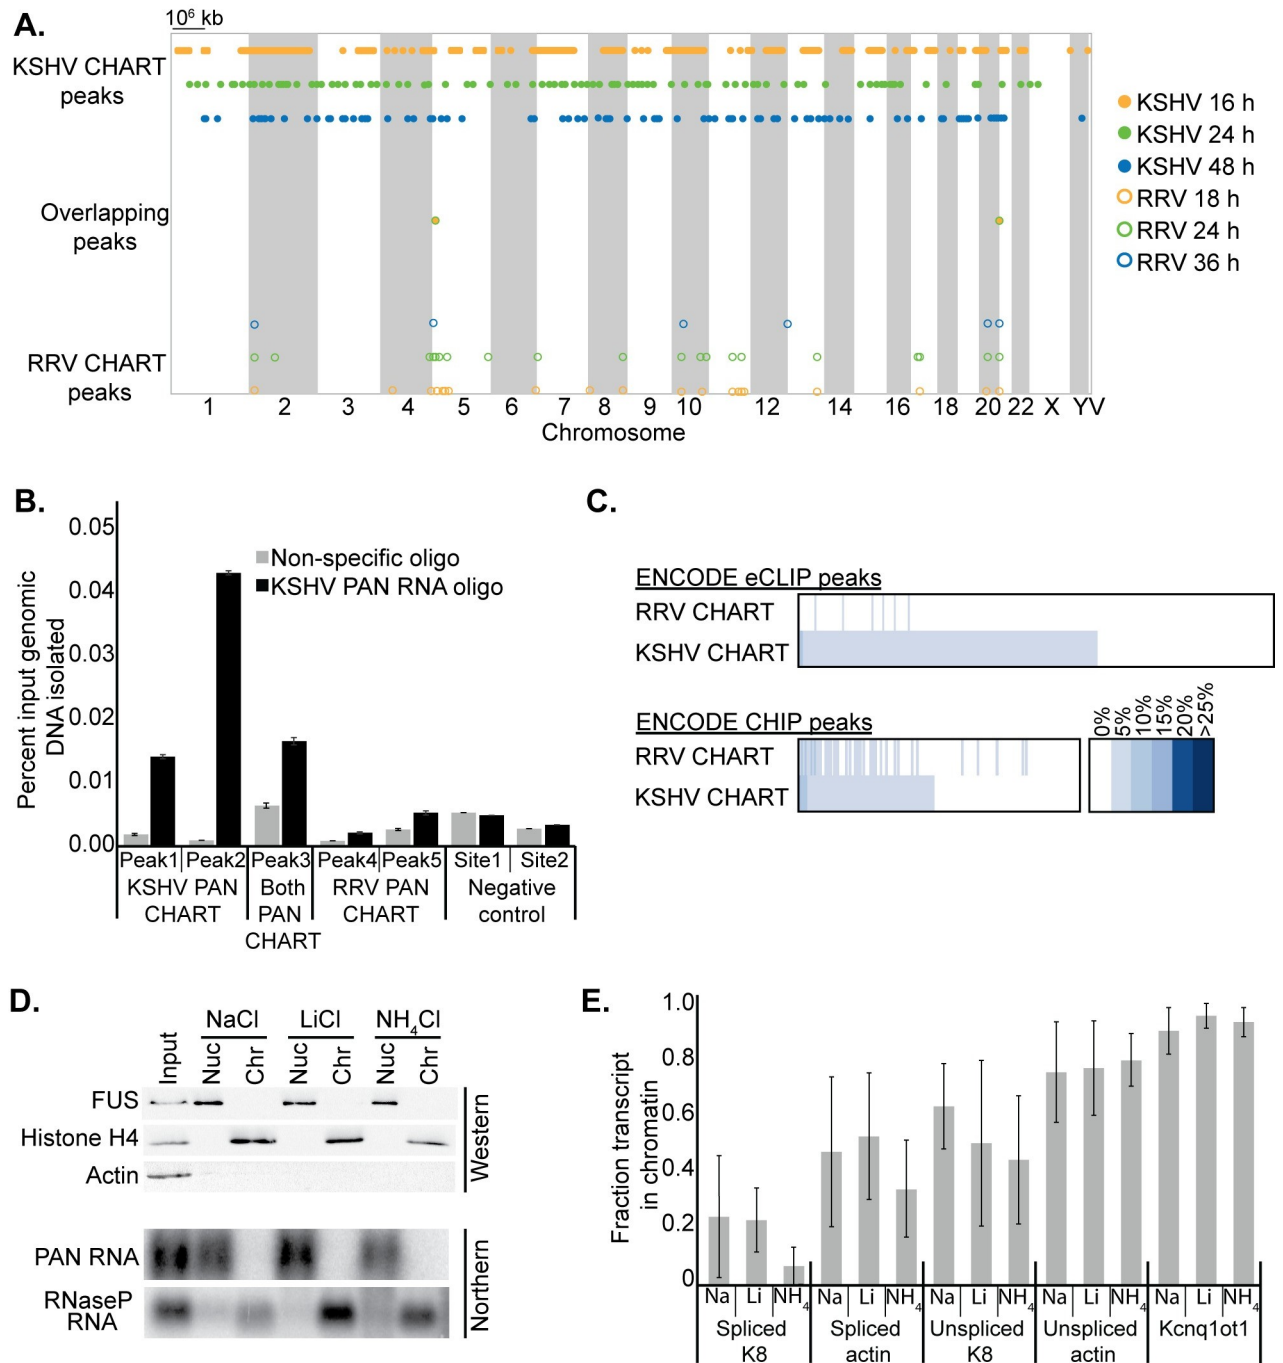 A.
10⁶ kb
KSHV CHART
peaks
Overlapping
peaks
RRV CHART
peaks
KSHV 16 h
KSHV 24 h
KSHV 48 h
RRV 18 h
RRV 24 h
RRV 36 h
1 2 3 4 5 6 7 8 9 10 12 14 16 18 20 22 X YV
Chromosome
B.
Percent input genomic
DNA isolated
0.05
0.04
0.03
0.02
0.01
0.00
Non-specific oligo
KSHV PAN RNA oligo
Peak1 Peak2 Peak3 Peak4 Peak5 Site1 Site2
KSHV PAN
CHART
Both
PAN
CHART
RRV PAN
CHART
Negative
control
C.
ENCODE eCLIP peaks
RRV CHART
KSHV CHART
ENCODE CHIP peaks
RRV CHART
KSHV CHART
0% 5% 10% 15% 20% >25%
D.
NaCl LiCl NH₄Cl
Input Nuc Chr Nuc Chr Nuc Chr
FUS
Histone H4
Actin
Western
PAN RNA
RNaseP
RNA
Northern
E.
Fraction transcript
in chromatin
1.0
0.8
0.6
0.4
0.2
0
Na Li NH₄ Na Li NH₄ Na Li NH₄ Na Li NH₄ Na Li NH₄
Spliced
K8
Spliced
actin
Unspliced
K8
Unspliced
actin
Kcnq1ot1